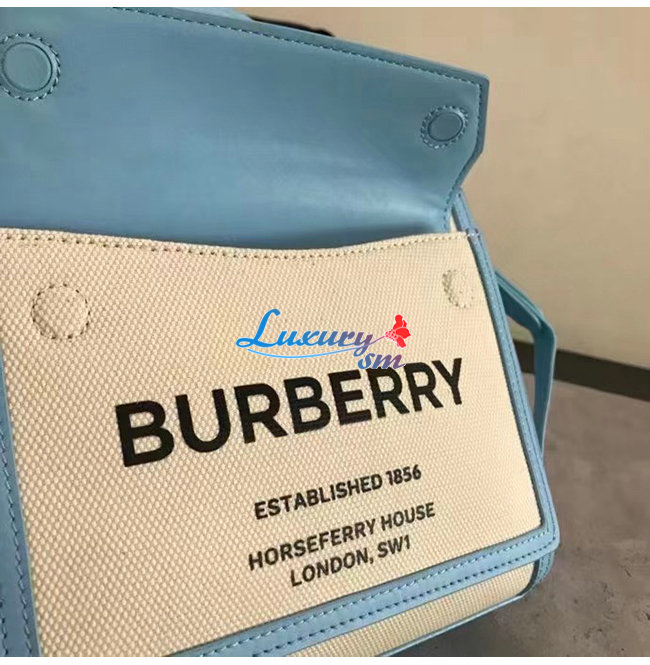 Luxury
sm
BURBERRY
ESTABLISHED 1856
HORSEFERRY HOUSE
LONDON, SW1